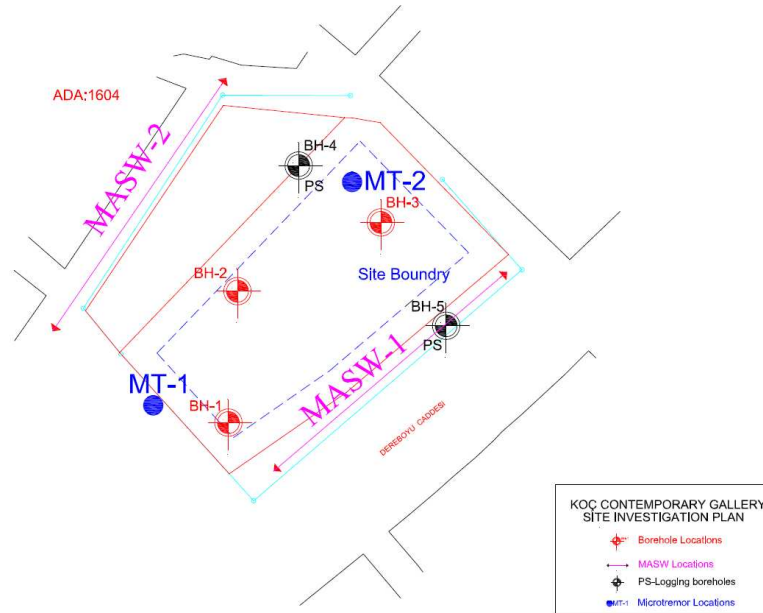 ADA:1604
MASW-2
BH-4
PS
MT-2
BH-3
BH-2
Site Boundry
BH-5
PS
MASW-1
MT-1
BH-1
DEREBOYU CADDESİ
KOÇ CONTEMPORARY GALLERY
SİTE INVESTIGATION PLAN
Borehole Locations
MASW Locations
PS-Logging boreholes
MT-1 Microtremor Locations